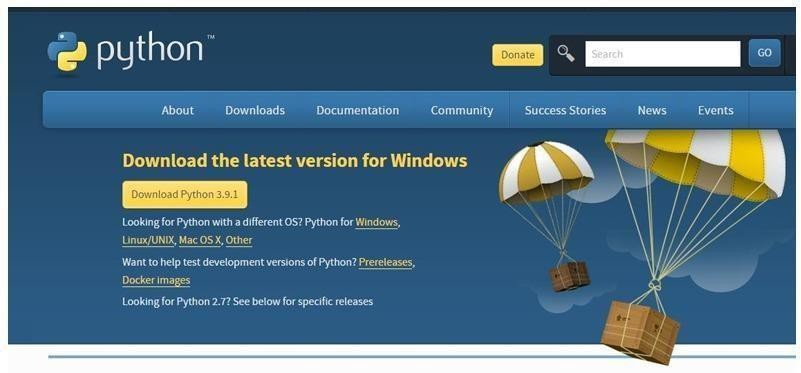 python™
Donate
Search
GO
About Downloads Documentation Community Success Stories News Events
Download the latest version for Windows
Download Python 3.9.1
Looking for Python with a different OS? Python for Windows,
Linux/UNIX, Mac OS X, Other
Want to help test development versions of Python? Prereleases,
Docker images
Looking for Python 2.7? See below for specific releases